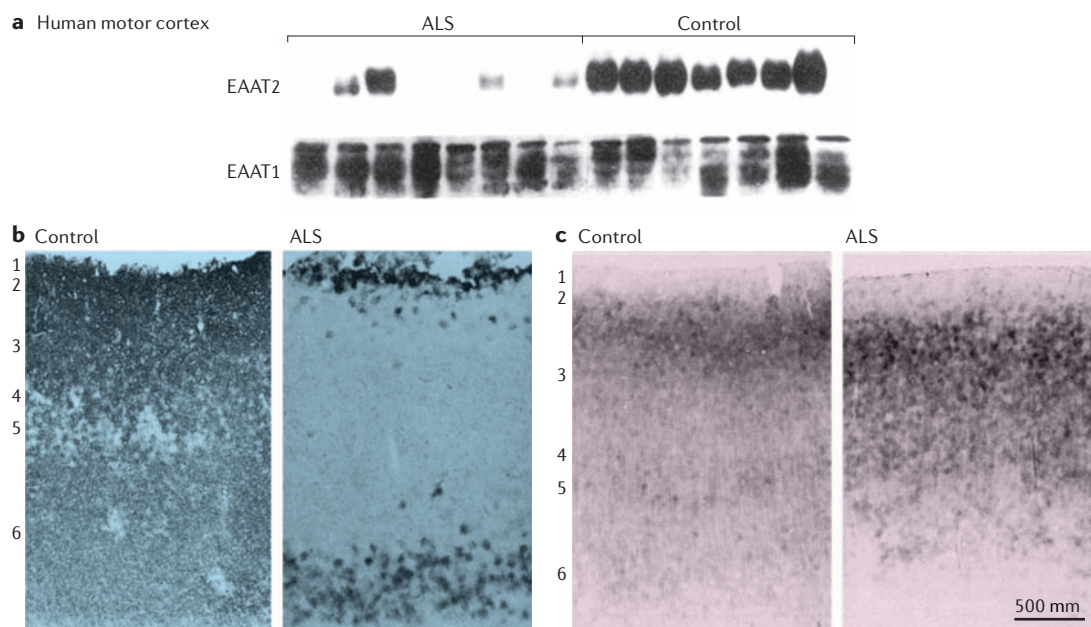 a Human motor cortex
ALS
Control
EAAT2
EAAT1
b Control
ALS
1
2
3
4
5
6
c Control
ALS
1
2
3
4
5
6
500 mm